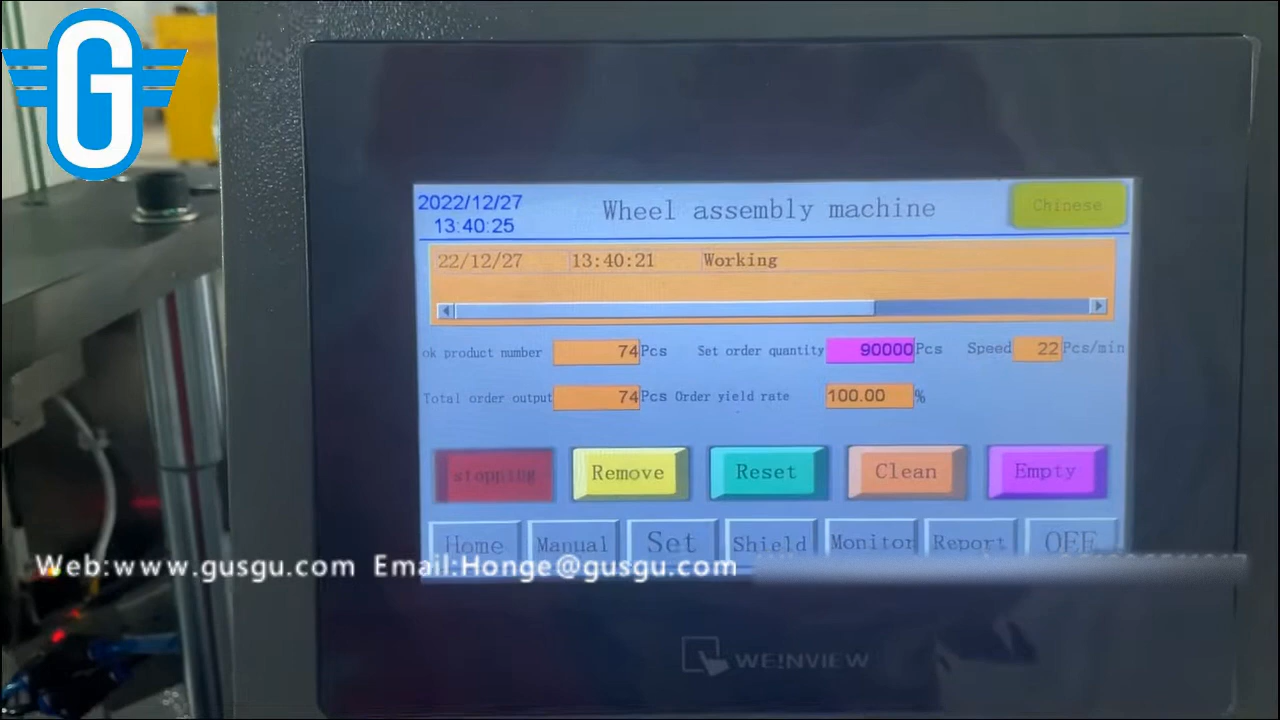 G
2022/12/27
13:40:25
Wheel assembly machine
Chinese
22/12/27 13:40:21 Working
ok product number 74 Pcs Set order quantity 90000 Pcs Speed 22 Pcs/min
Total order output 74 Pcs Order yield rate 100.00 %
stopping Remove Reset Clean Empty
Home Manual Set Shield Monitor Report OFF
Web:www.gusgu.com Email:Honge@gusgu.com
WE!NVIEW